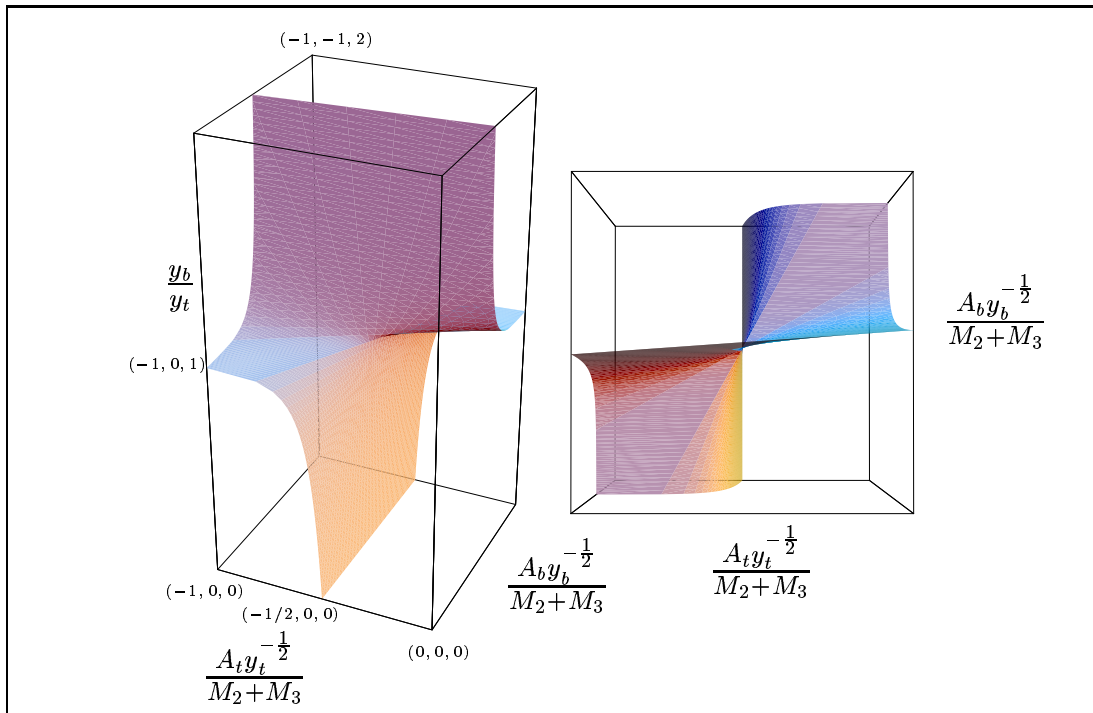 (−1, −1, 2)
y_b
y_t
(−1, 0, 1)
A_b y_b^{−1/2}
M_2+M_3
A_b y_b^{−1/2}
M_2+M_3
A_t y_t^{−1/2}
M_2+M_3
(−1, 0, 0)
(−1/2, 0, 0)
(0, 0, 0)
A_t y_t^{−1/2}
M_2+M_3